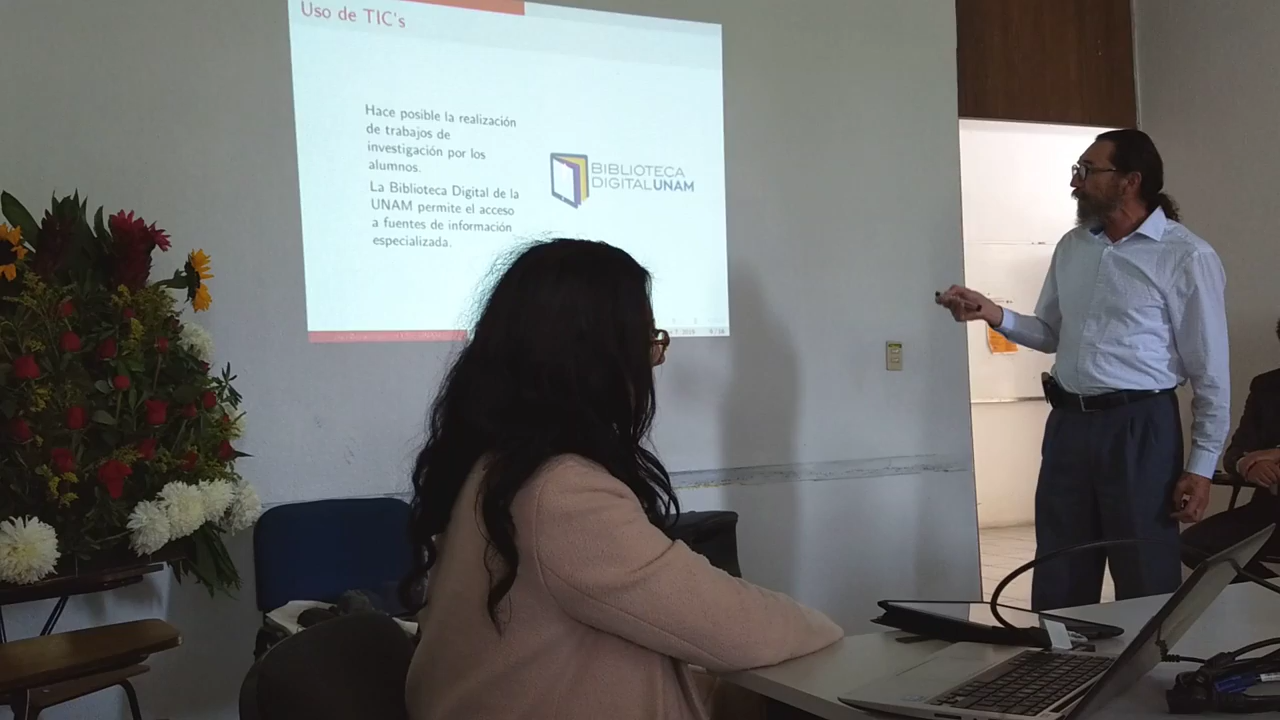 Uso de TIC's
Hace posible la realización
de trabajos de
investigación por los
alumnos.
La Biblioteca Digital de la
UNAM permite el acceso
a fuentes de información
especializada.
BIBLIOTECA
DIGITALUNAM